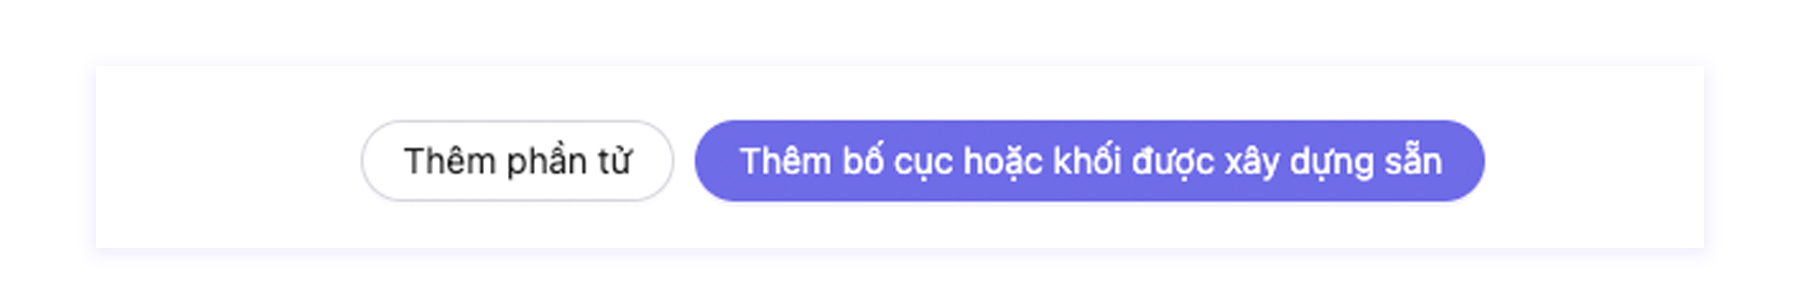 Thêm phần tử
Thêm bố cục hoặc khối được xây dựng sẵn